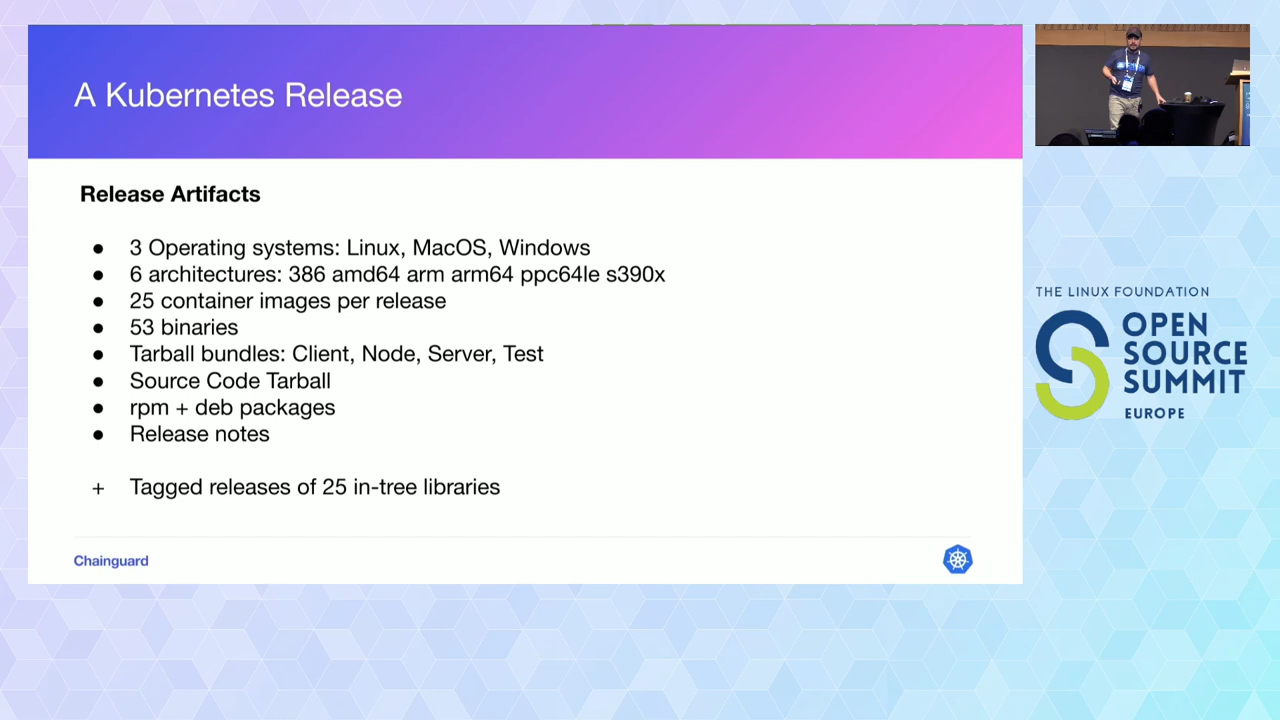 A Kubernetes Release
Release Artifacts
● 3 Operating systems: Linux, MacOS, Windows
● 6 architectures: 386 amd64 arm arm64 ppc64le s390x
● 25 container images per release
● 53 binaries
● Tarball bundles: Client, Node, Server, Test
● Source Code Tarball
● rpm + deb packages
● Release notes
+ Tagged releases of 25 in-tree libraries
Chainguard
THE LINUX FOUNDATION
OPEN
SOURCE
SUMMIT
EUROPE